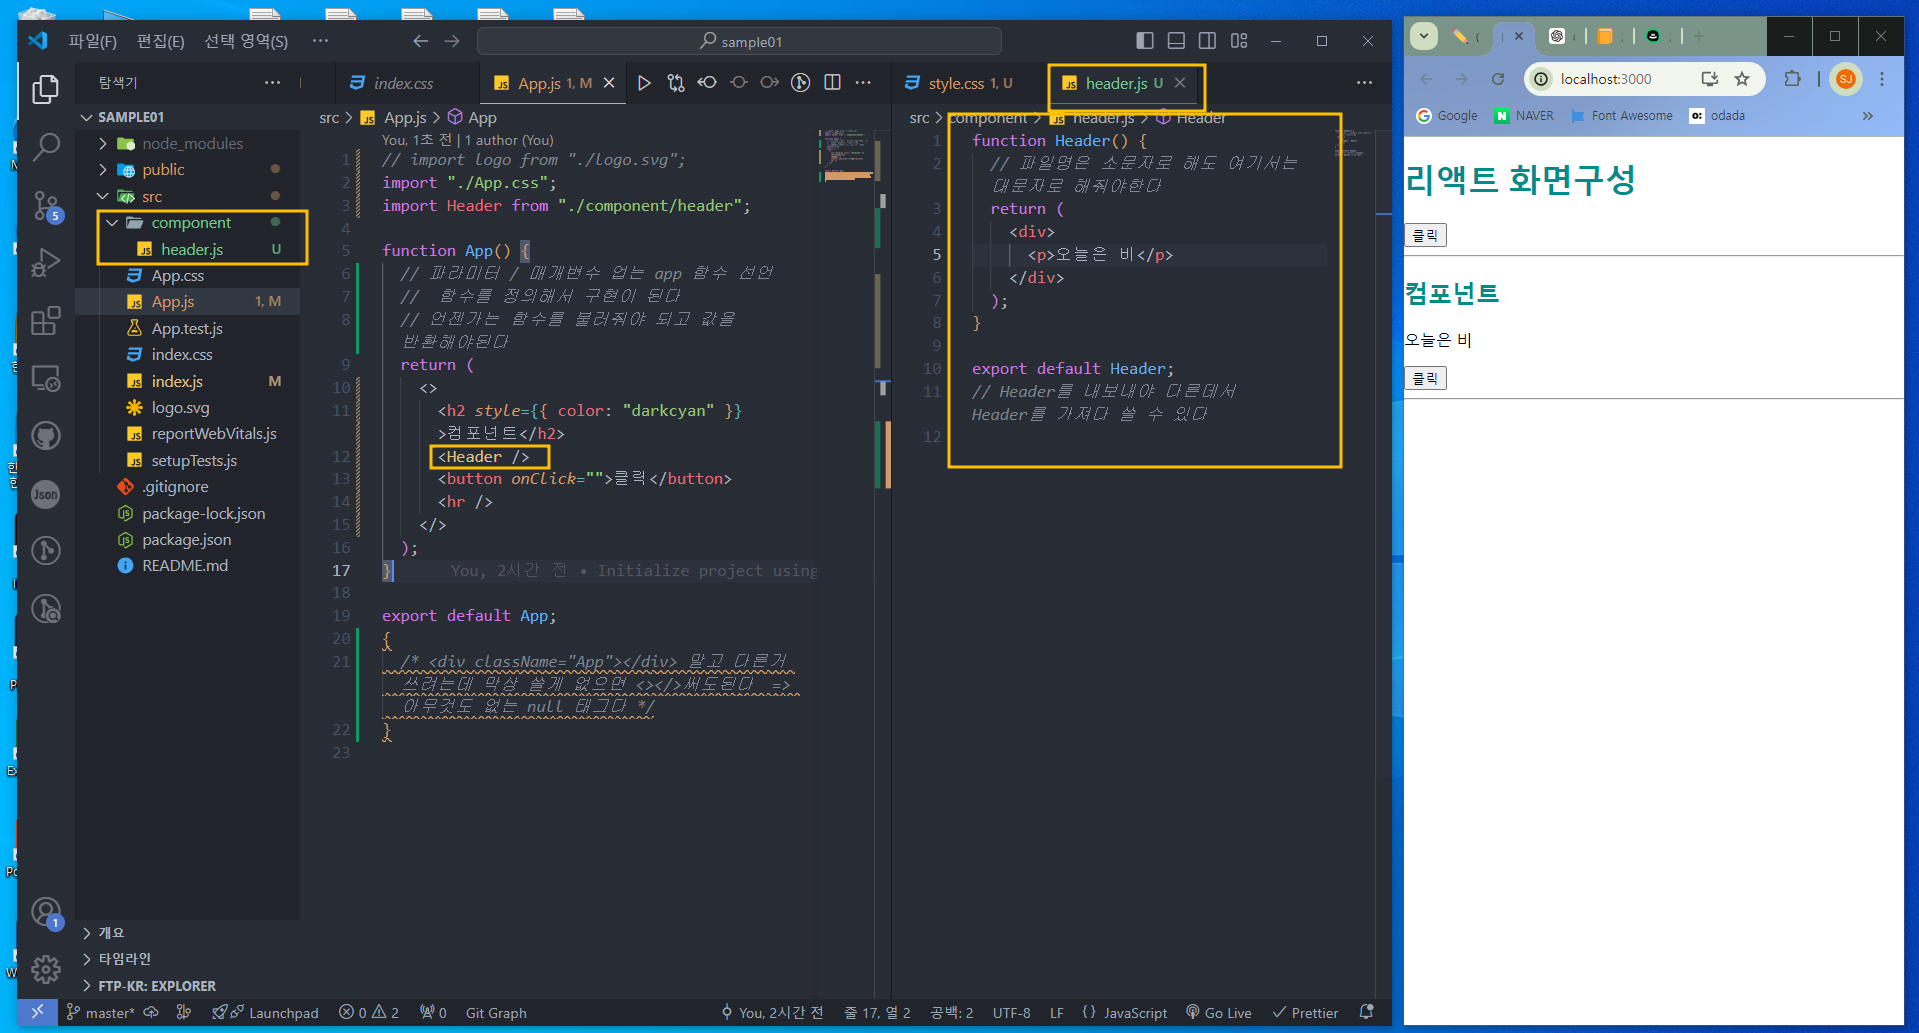 파일(F) 편집(E) 선택 영역(S) ··· sample01
탐색기 ···
SAMPLE01
node_modules
public
src
component
header.js U
App.css
App.js 1, M
App.test.js
index.css
index.js M
logo.svg
reportWebVitals.js
setupTests.js
.gitignore
package-lock.json
package.json
README.md
개요
타임라인
FTP-KR: EXPLORER
5
Json
1
index.css App.js 1, M
src > App.js > App
You, 1초 전 | 1 author (You)
1 // import logo from "./logo.svg";
2 import "./App.css";
3 import Header from "./component/header";
4
5 function App() {
6 // 파라미터 / 매개변수 없는 app 함수 선언
7 // 함수를 정의해서 구현이 된다
8 // 언젠가는 함수를 불러줘야 되고 값을
반환해야된다
9 return (
10 <>
11 <h2 style={{ color: "darkcyan" }}
>컴포넌트</h2>
12 <Header />
13 <button onClick="">클릭</button>
14 <hr />
15 </>
16 );
17 } You, 2시간 전 • Initialize project using
18
19 export default App;
20 {
21 /* <div className="App"></div> 말고 다른거
쓰려는데 막상 쓸게 없으면 <></>써도된다 =>
아무것도 없는 null 태그다 */
22 }
23
style.css 1, U header.js U
src > component > header.js > Header
1 function Header() {
2 // 파일명은 소문자로 해도 여기서는
대문자로 해줘야한다
3 return (
4 <div>
5 <p>오늘은 비</p>
6 </div>
7 );
8 }
9
10 export default Header;
11 // Header를 내보내야 다른데서
Header를 가져다 쓸 수 있다
12
master* Launchpad 0 2 0 Git Graph You, 2시간 전 줄 17, 열 2 공백: 2 UTF-8 LF {} JavaScript Go Live Prettier
localhost:3000 SJ
Google NAVER Font Awesome odada
리액트 화면구성
클릭
컴포넌트
오늘은 비
클릭